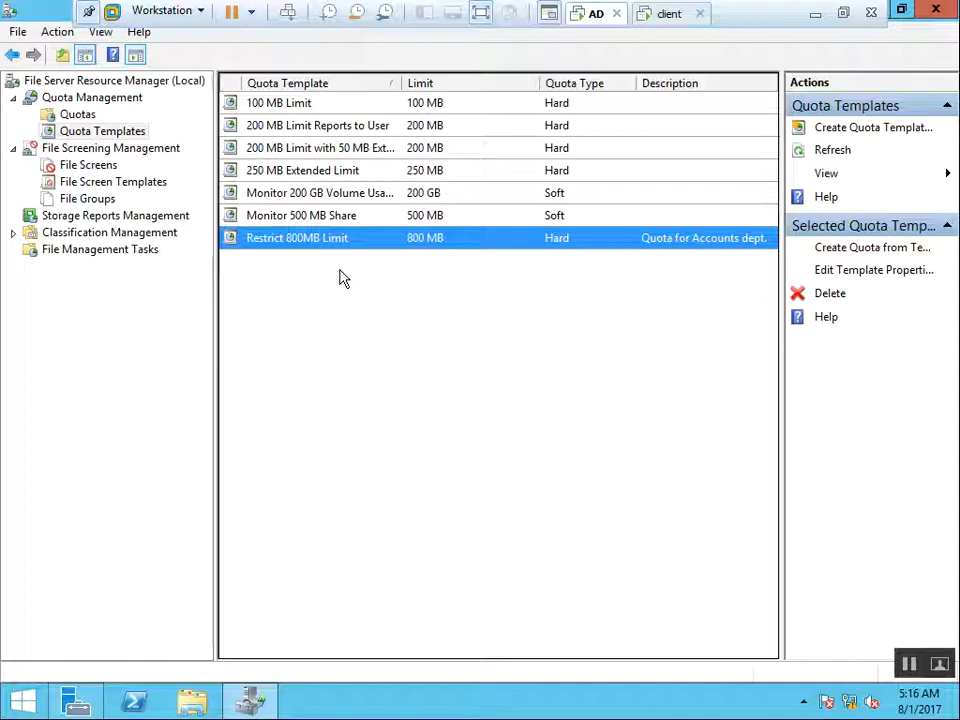 Workstation
AD
client
File Action View Help
File Server Resource Manager (Local)
Quota Management
Quotas
Quota Templates
File Screening Management
File Screens
File Screen Templates
File Groups
Storage Reports Management
Classification Management
File Management Tasks
Quota Template Limit Quota Type Description
100 MB Limit 100 MB Hard
200 MB Limit Reports to User 200 MB Hard
200 MB Limit with 50 MB Ext... 200 MB Hard
250 MB Extended Limit 250 MB Hard
Monitor 200 GB Volume Usa... 200 GB Soft
Monitor 500 MB Share 500 MB Soft
Restrict 800MB Limit 800 MB Hard Quota for Accounts dept.
Actions
Quota Templates
Create Quota Templat...
Refresh
View
Help
Selected Quota Temp...
Create Quota from Te...
Edit Template Properti...
Delete
Help
5:16 AM
8/1/2017